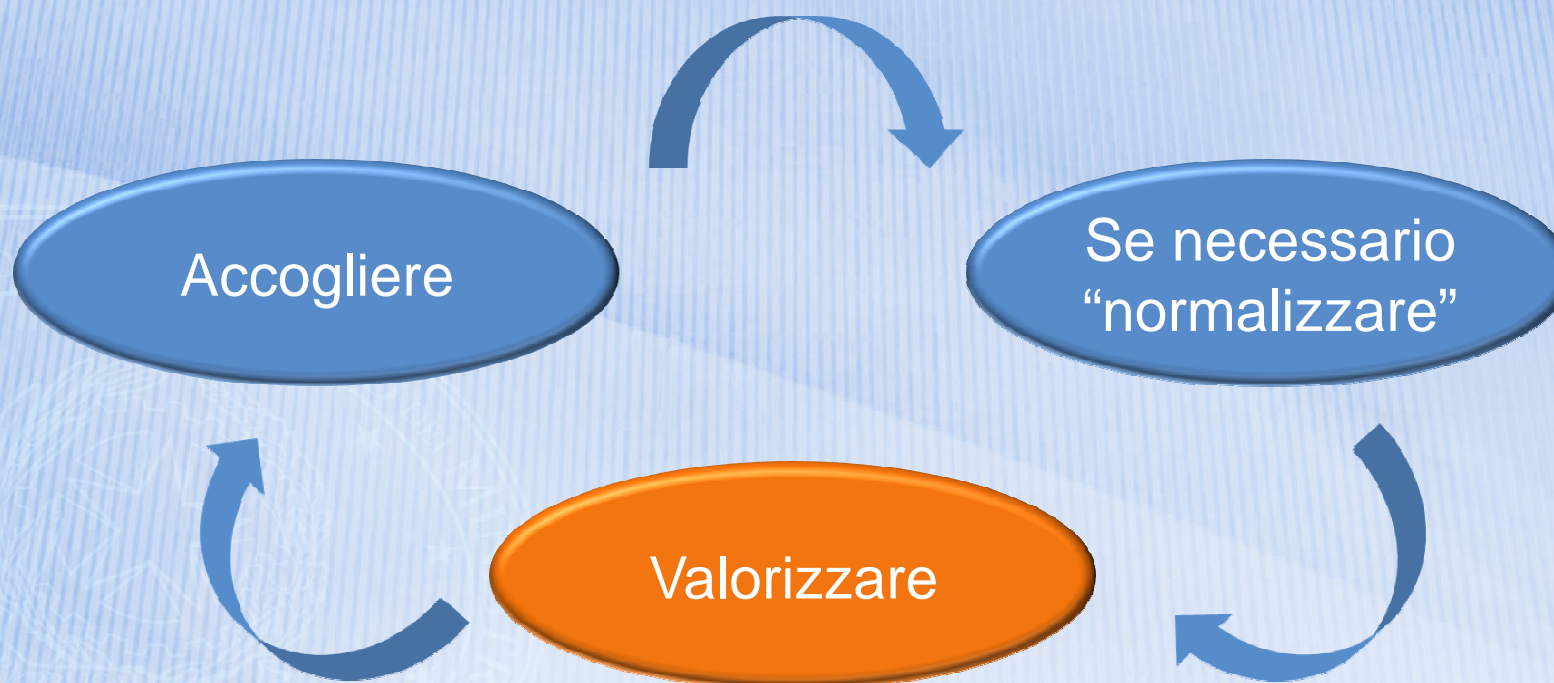 Accogliere
Se necessario
“normalizzare”
Valorizzare